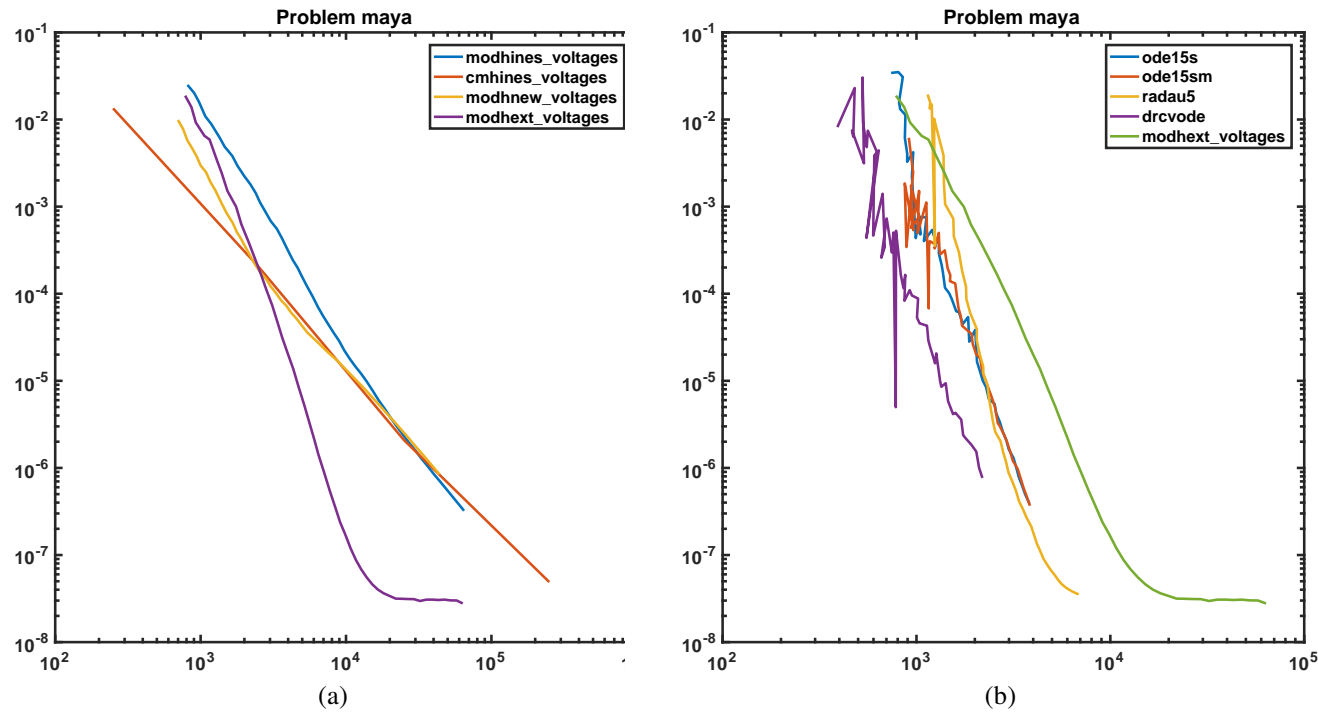 Problem maya
10^-1
10^-2
10^-3
10^-4
10^-5
10^-6
10^-7
10^-8
10^2
10^3
10^4
10^5
modhines_voltages
cmhines_voltages
modhnew_voltages
modhext_voltages
(a)
Problem maya
10^-1
10^-2
10^-3
10^-4
10^-5
10^-6
10^-7
10^-8
10^2
10^3
10^4
10^5
ode15s
ode15sm
radau5
drcvode
modhext_voltages
(b)